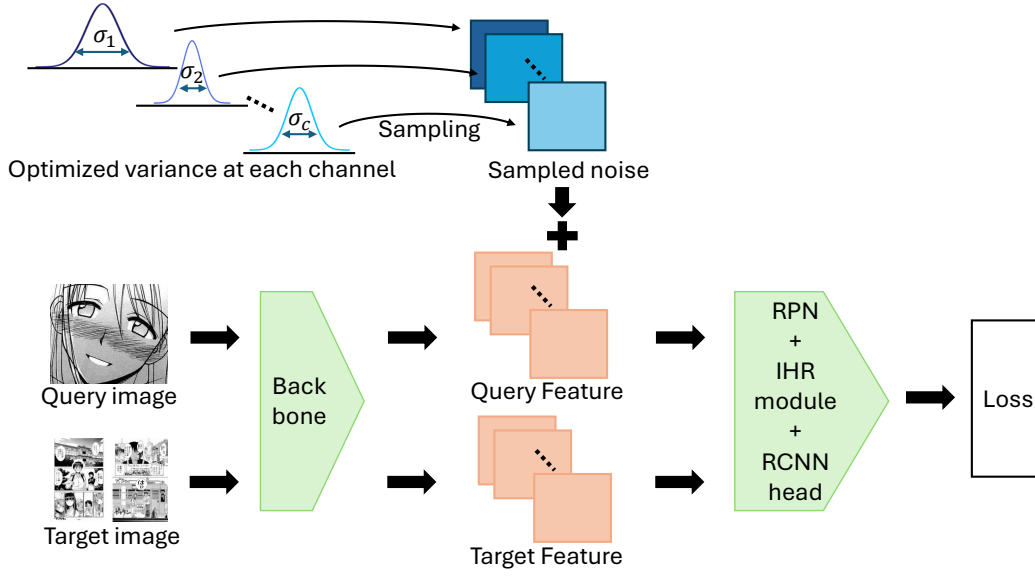 σ1
σ2
σc
Sampling
Optimized variance at each channel
Sampled noise
Query image
Back
bone
Query Feature
RPN
+
IHR
module
+
RCNN
head
Loss
Target image
Target Feature